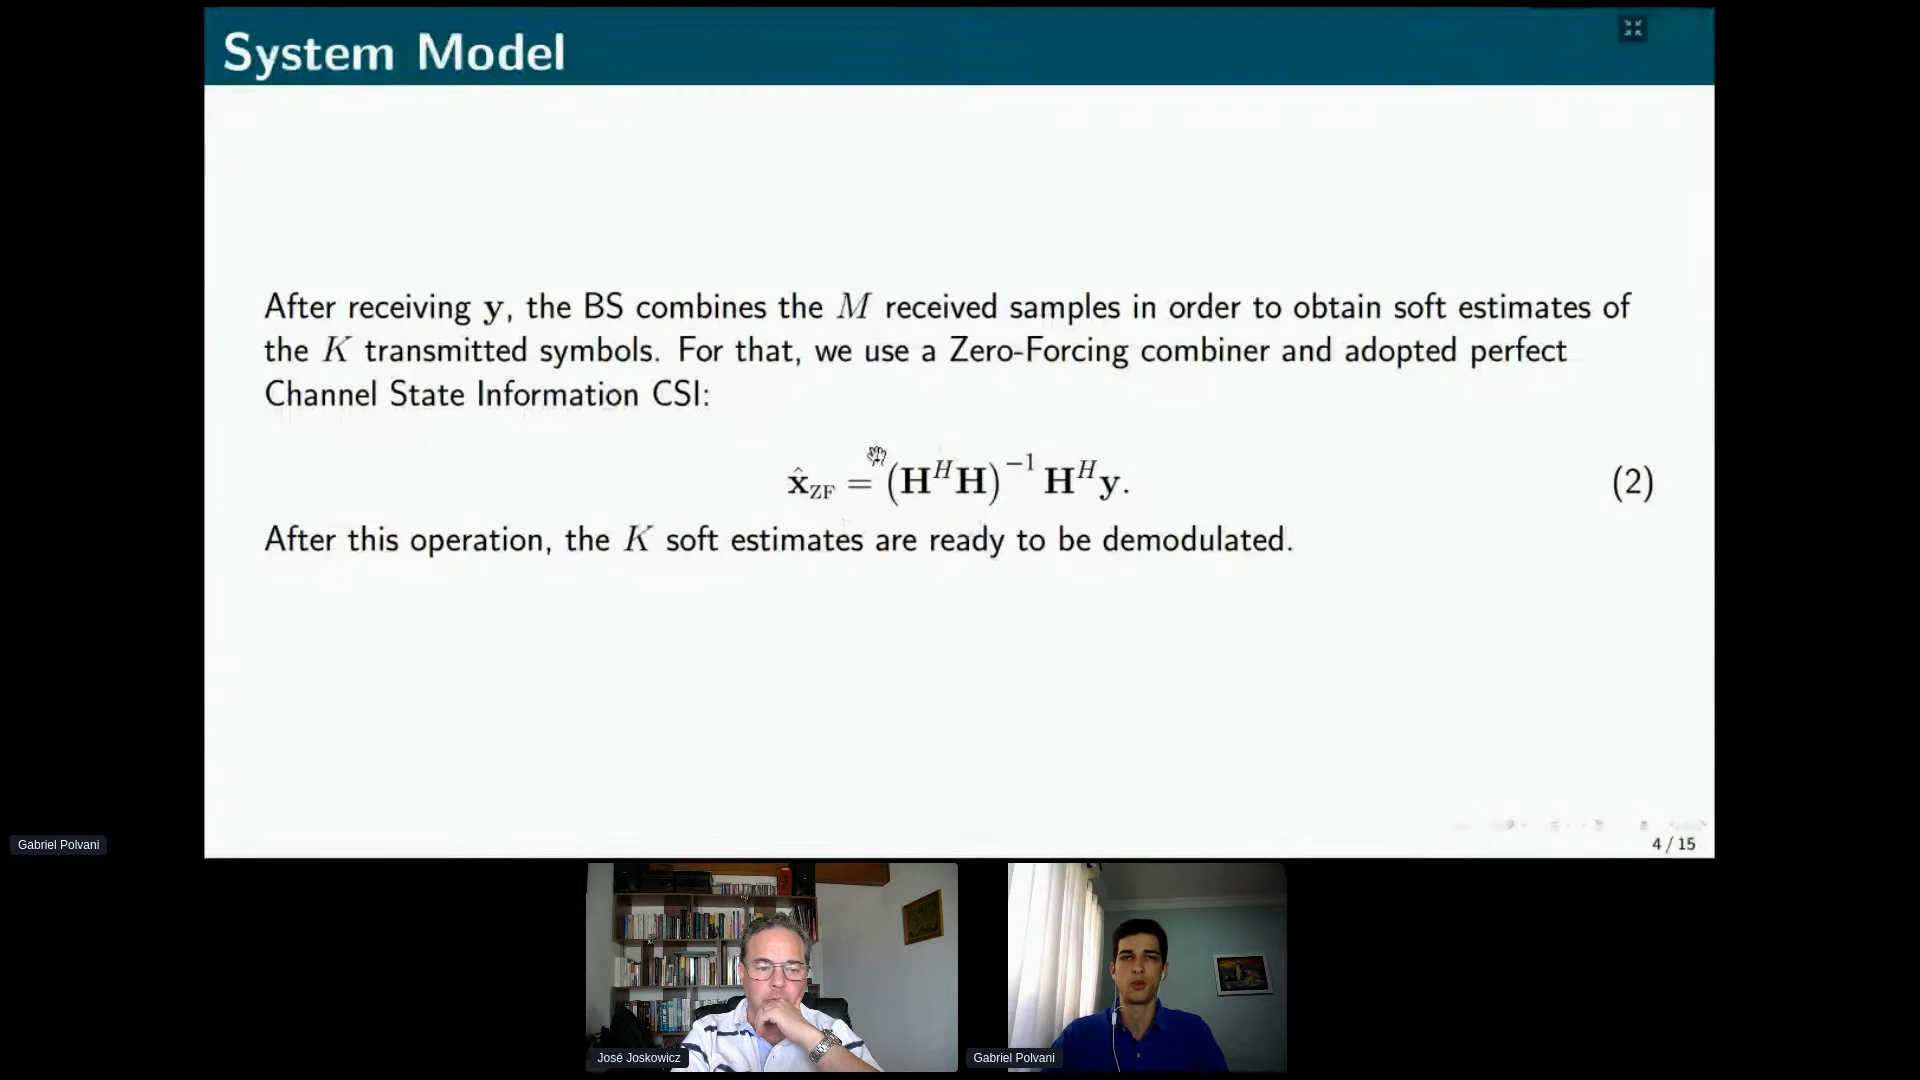 System Model
After receiving y, the BS combines the M received samples in order to obtain soft estimates of
the K transmitted symbols. For that, we use a Zero-Forcing combiner and adopted perfect
Channel State Information CSI:
x̂_ZF = (H^H H)^−1 H^H y. (2)
After this operation, the K soft estimates are ready to be demodulated.
4 / 15
Gabriel Polvani
José Joskowicz
Gabriel Polvani